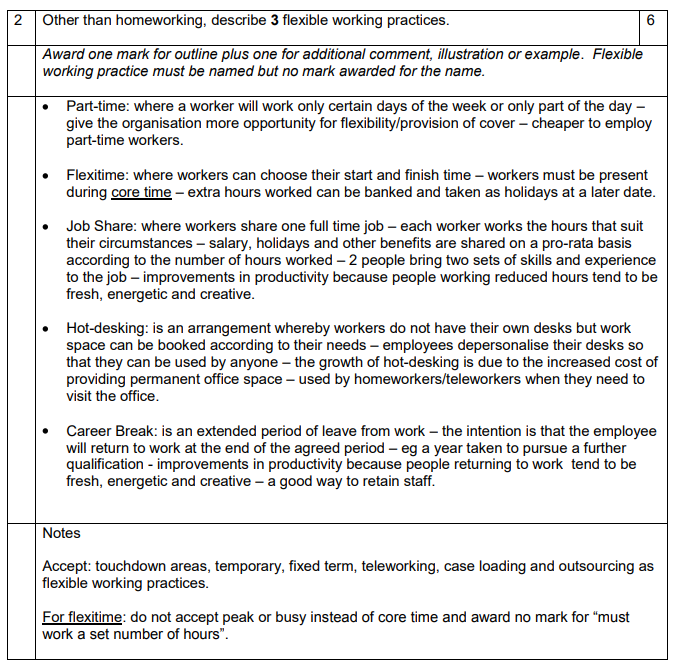 2 Other than homeworking, describe 3 flexible working practices. 6
Award one mark for outline plus one for additional comment, illustration or example.  Flexible
working practice must be named but no mark awarded for the name.
• Part-time: where a worker will work only certain days of the week or only part of the day –
give the organisation more opportunity for flexibility/provision of cover – cheaper to employ
part-time workers.
• Flexitime: where workers can choose their start and finish time – workers must be present
during core time – extra hours worked can be banked and taken as holidays at a later date.
• Job Share: where workers share one full time job – each worker works the hours that suit
their circumstances – salary, holidays and other benefits are shared on a pro-rata basis
according to the number of hours worked – 2 people bring two sets of skills and experience
to the job – improvements in productivity because people working reduced hours tend to be
fresh, energetic and creative.
• Hot-desking: is an arrangement whereby workers do not have their own desks but work
space can be booked according to their needs – employees depersonalise their desks so
that they can be used by anyone – the growth of hot-desking is due to the increased cost of
providing permanent office space – used by homeworkers/teleworkers when they need to
visit the office.
• Career Break: is an extended period of leave from work – the intention is that the employee
will return to work at the end of the agreed period – eg a year taken to pursue a further
qualification - improvements in productivity because people returning to work  tend to be
fresh, energetic and creative – a good way to retain staff.
Notes
Accept: touchdown areas, temporary, fixed term, teleworking, case loading and outsourcing as
flexible working practices.
For flexitime: do not accept peak or busy instead of core time and award no mark for “must
work a set number of hours”.